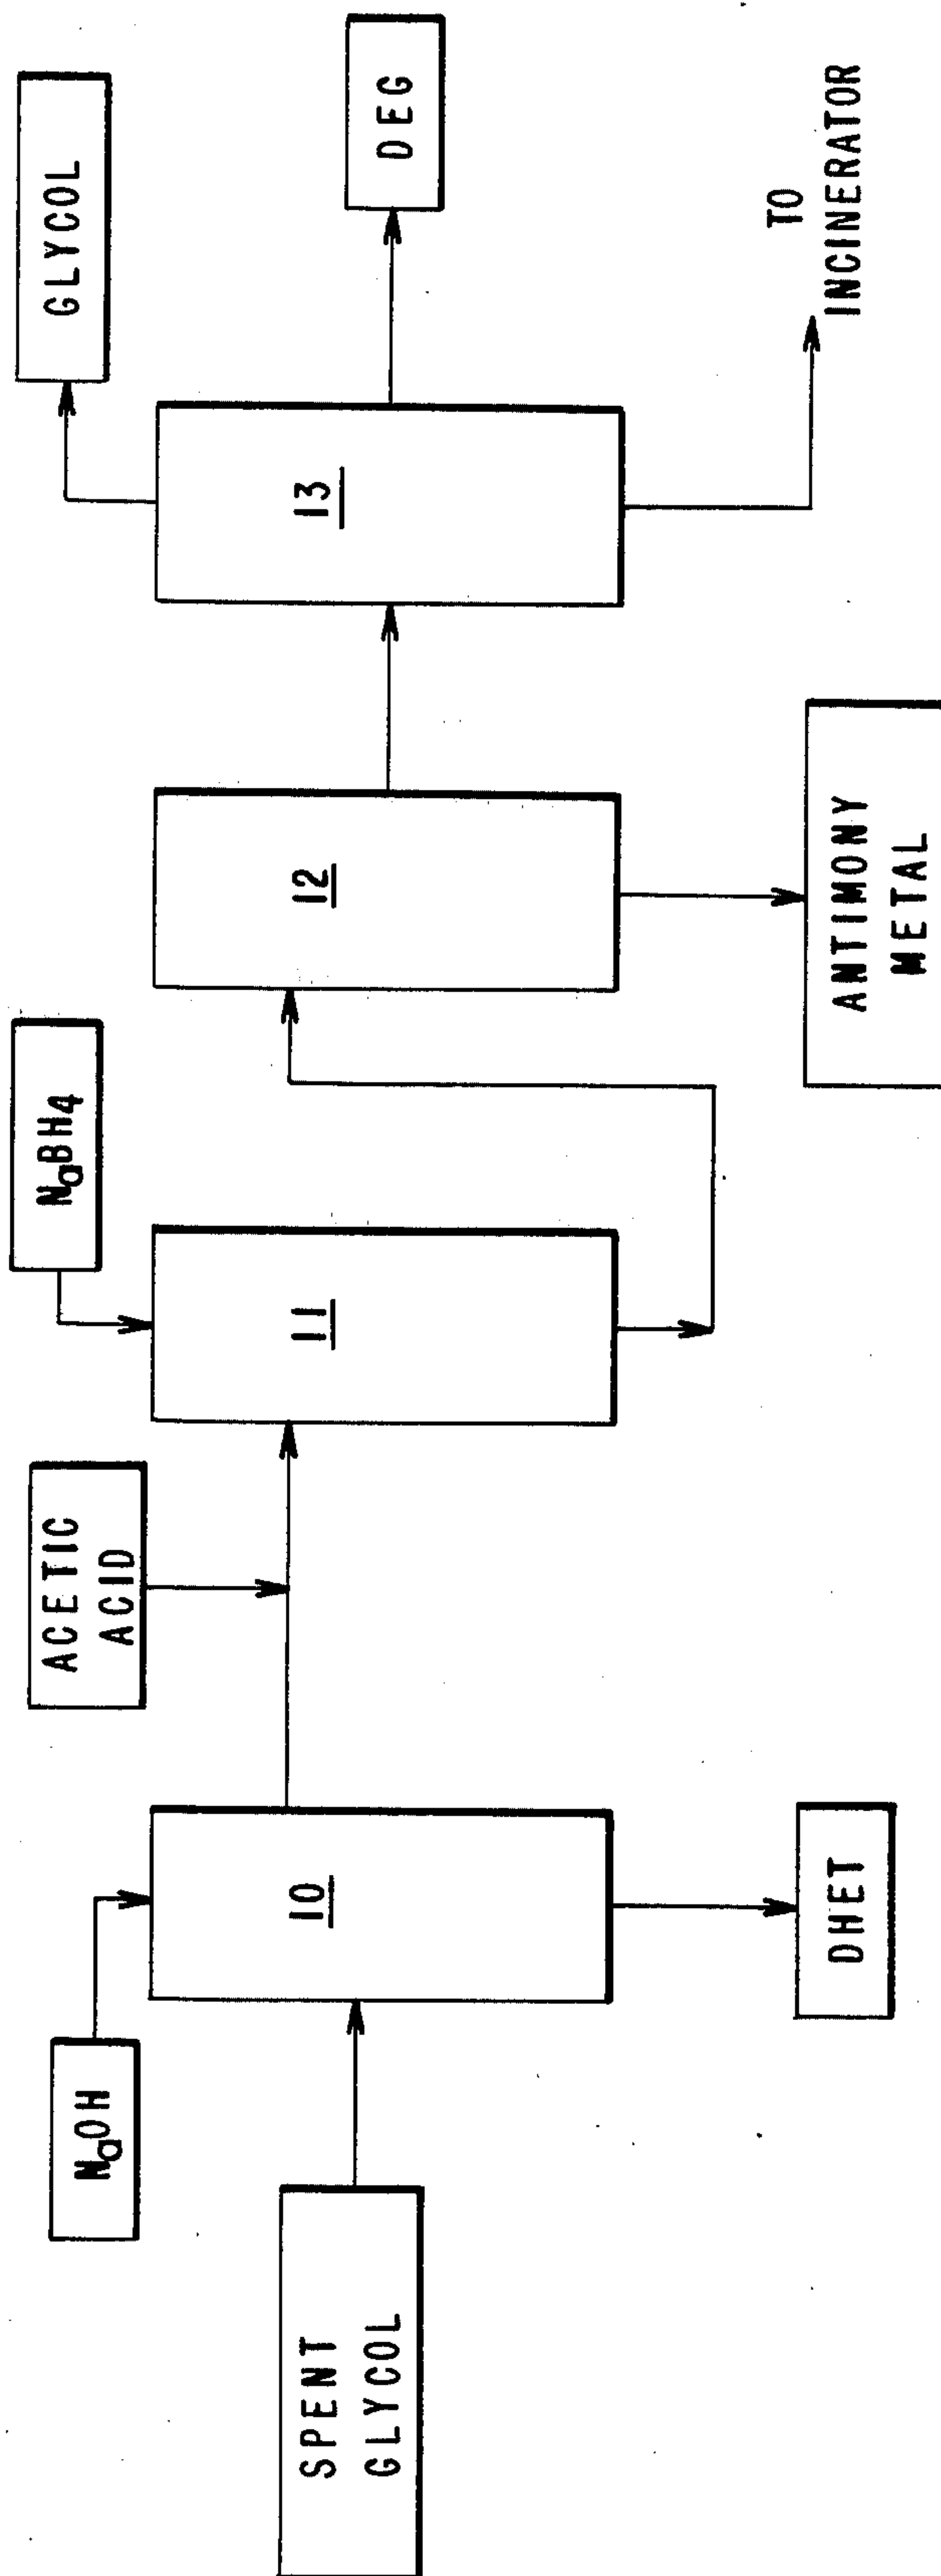 SPENT
GLYCOL
NaOH
10
DHET
ACETIC
ACID
11
NaBH4
12
ANTIMONY
METAL
13
GLYCOL
DEG
TO
INCINERATOR